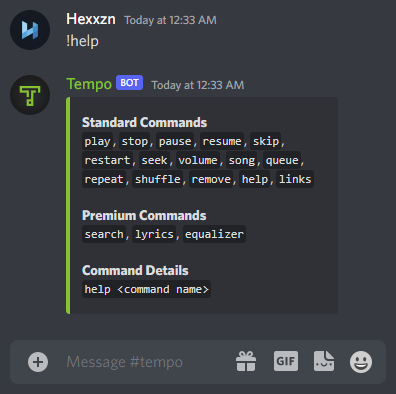 Hexxzn Today at 12:33 AM
!help
Tempo BOT Today at 12:33 AM
Standard Commands
play, stop, pause, resume, skip,
restart, seek, volume, song, queue,
repeat, shuffle, remove, help, links
Premium Commands
search, lyrics, equalizer
Command Details
help <command name>
Message #tempo
GIF